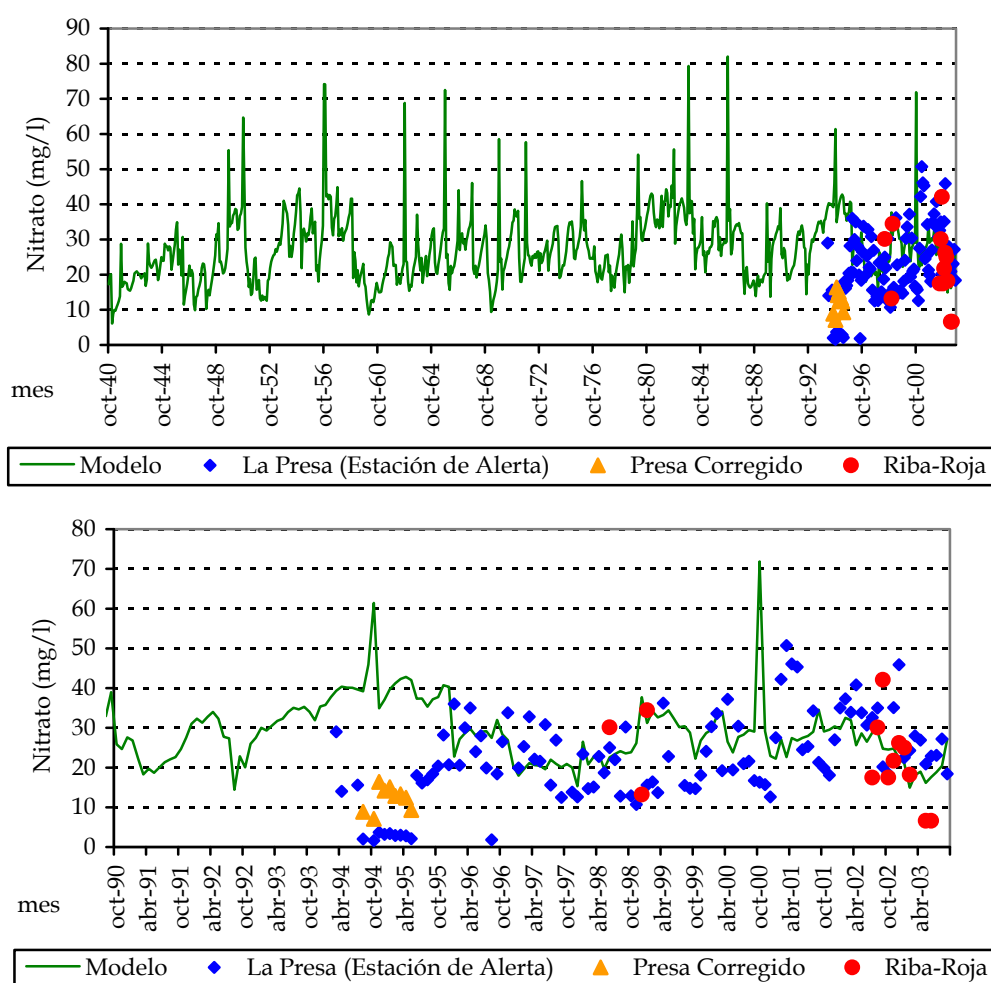 90
80
70
60
50
40
30
20
10
0
Nitrato (mg/l)
mes
oct-40
oct-44
oct-48
oct-52
oct-56
oct-60
oct-64
oct-68
oct-72
oct-76
oct-80
oct-84
oct-88
oct-92
oct-96
oct-00
Modelo La Presa (Estación de Alerta) Presa Corregido Riba-Roja
80
70
60
50
40
30
20
10
0
Nitrato (mg/l)
mes
oct-90
abr-91
oct-91
abr-92
oct-92
abr-93
oct-93
abr-94
oct-94
abr-95
oct-95
abr-96
oct-96
abr-97
oct-97
abr-98
oct-98
abr-99
oct-99
abr-00
oct-00
abr-01
oct-01
abr-02
oct-02
abr-03
Modelo La Presa (Estación de Alerta) Presa Corregido Riba-Roja